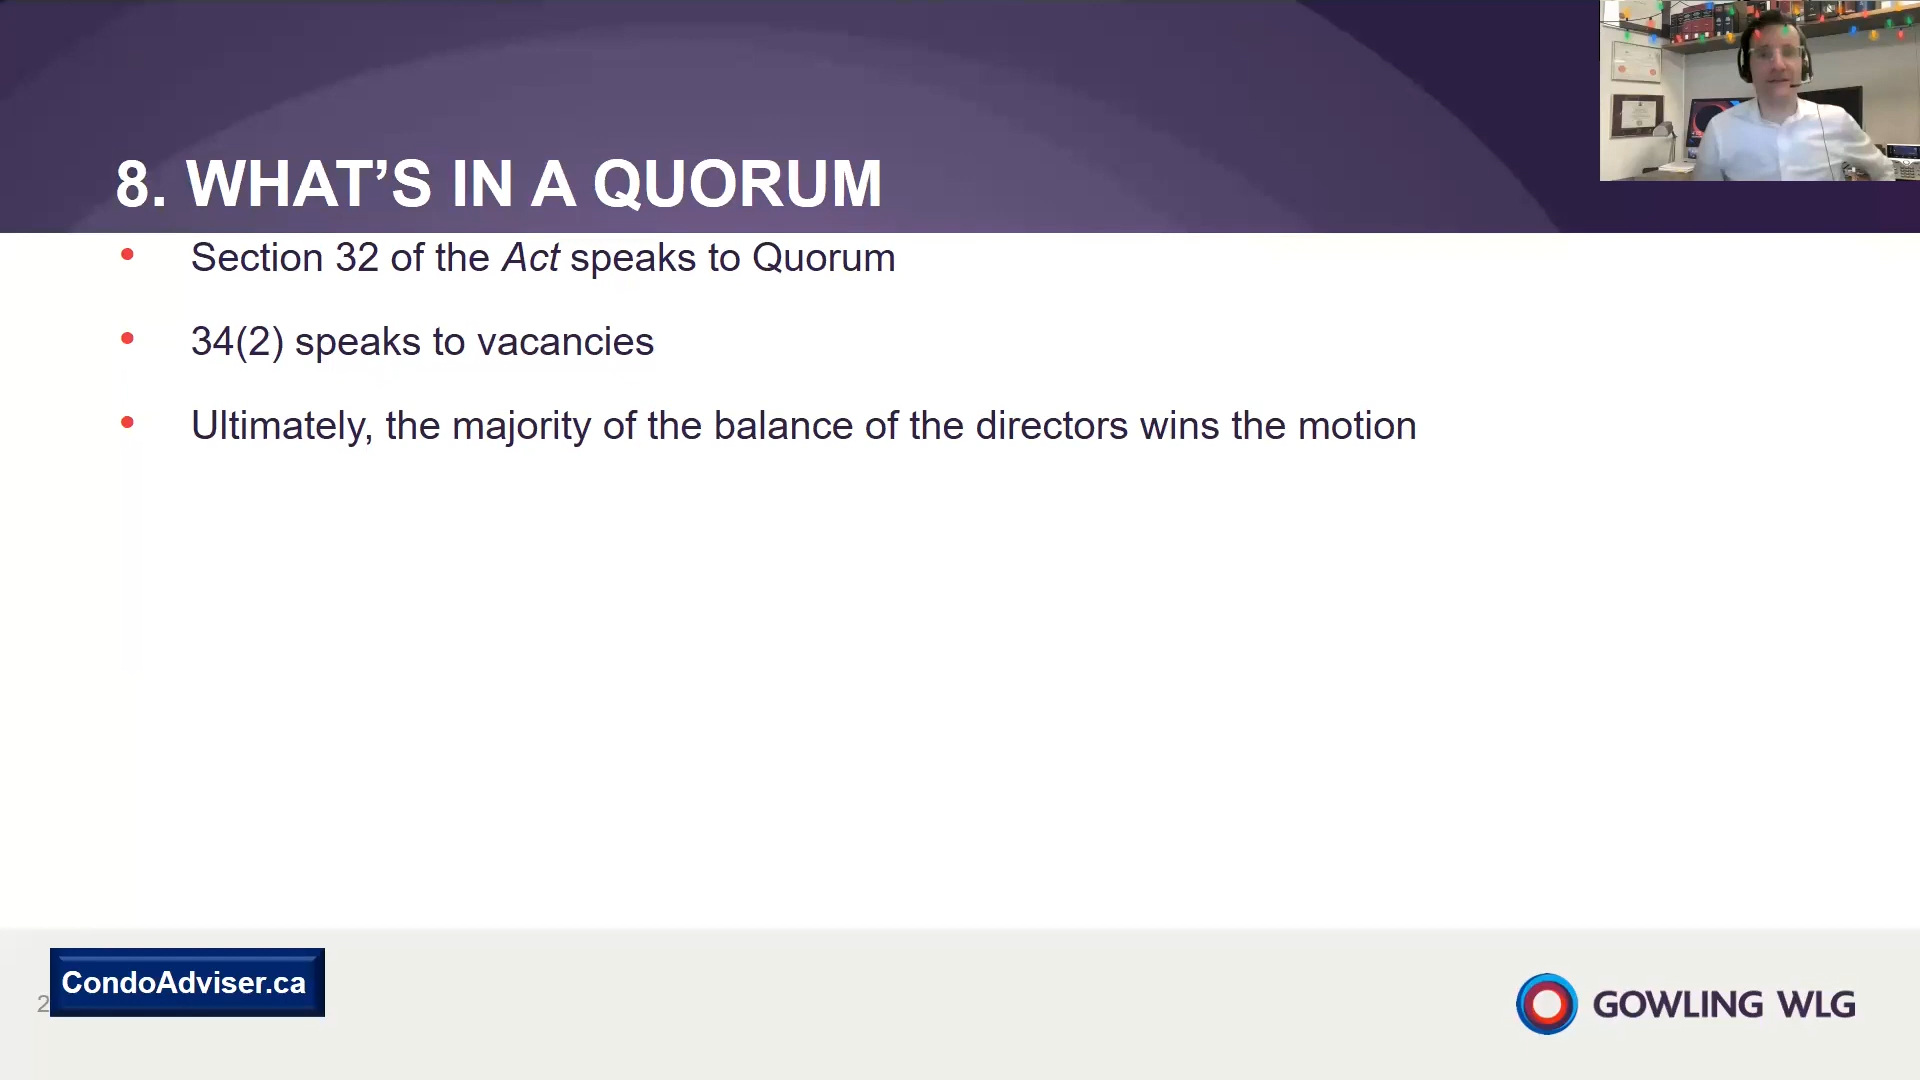 8. WHAT’S IN A QUORUM
• Section 32 of the Act speaks to Quorum
• 34(2) speaks to vacancies
• Ultimately, the majority of the balance of the directors wins the motion
2
CondoAdviser.ca
GOWLING WLG